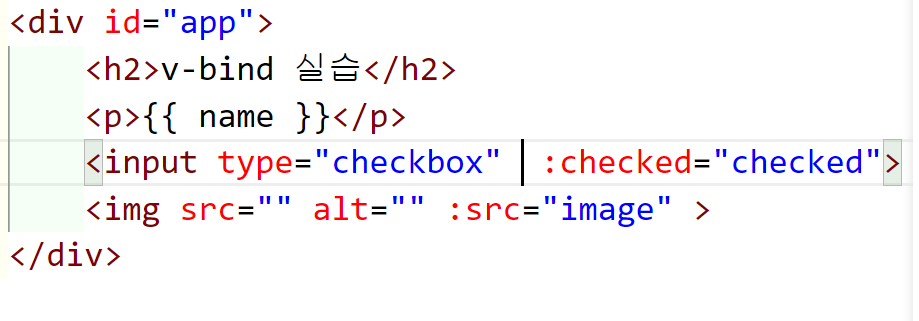 <div id="app">
<h2>v-bind 실습</h2>
<p>{{ name }}</p>
<input type="checkbox"  :checked="checked">
<img src="" alt="" :src="image" >
</div>